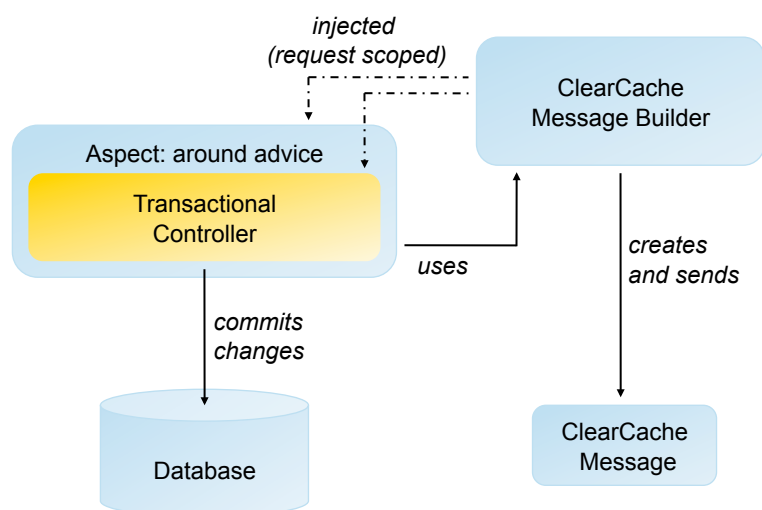 injected
(request scoped)
ClearCache
Message Builder
Aspect: around advice
Transactional
Controller
uses
creates
and sends
commits
changes
Database
ClearCache
Message